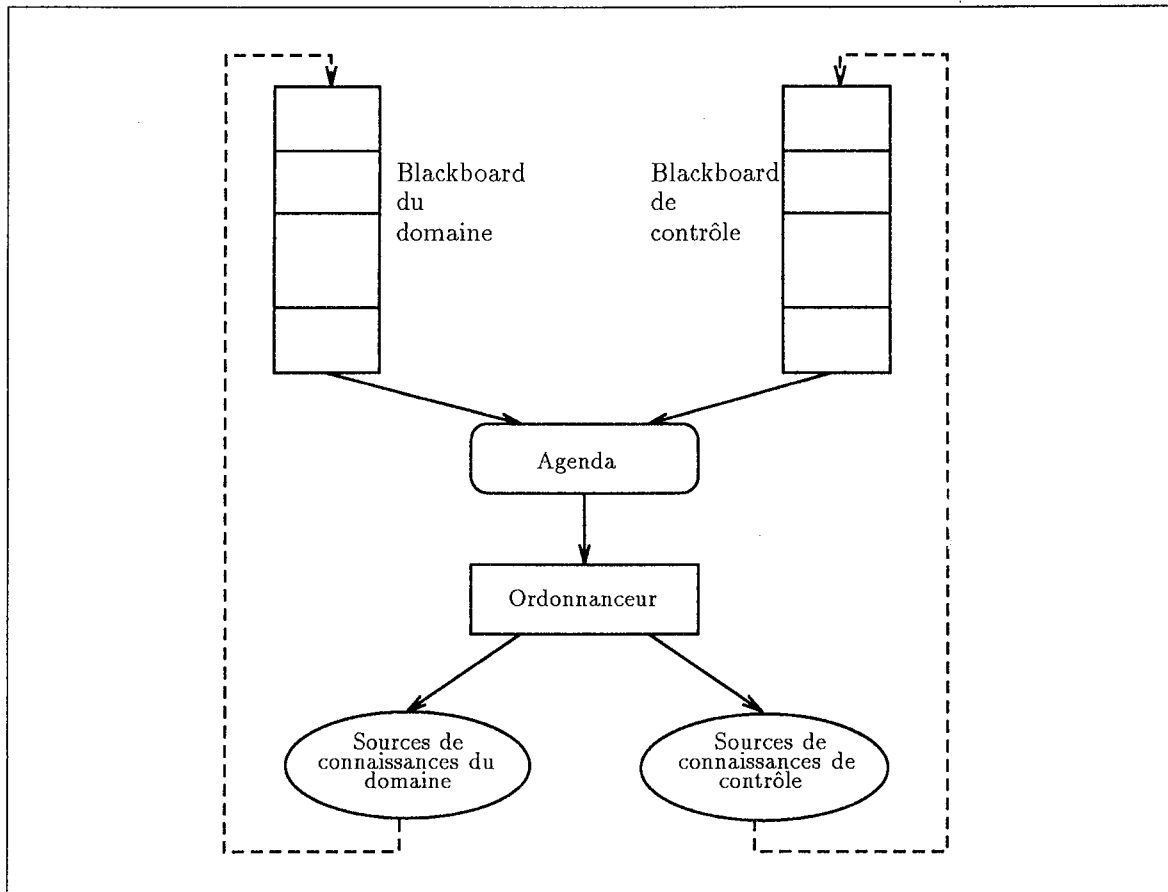 Blackboard
du
domaine
Blackboard
de
contrôle
Agenda
Ordonnanceur
Sources de
connaissances du
domaine
Sources de
connaissances de
contrôle